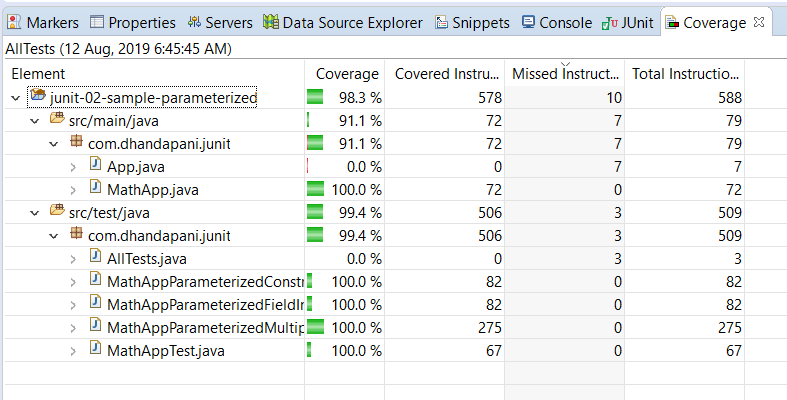 Markers Properties Servers Data Source Explorer Snippets Console JUnit Coverage
AllTests (12 Aug, 2019 6:45:45 AM)
Element Coverage Covered Instru... Missed Instruct... Total Instructio...
junit-02-sample-parameterized 98.3 % 578 10 588
src/main/java 91.1 % 72 7 79
com.dhandapani.junit 91.1 % 72 7 79
App.java 0.0 % 0 7 7
MathApp.java 100.0 % 72 0 72
src/test/java 99.4 % 506 3 509
com.dhandapani.junit 99.4 % 506 3 509
AllTests.java 0.0 % 0 3 3
MathAppParameterizedConstr 100.0 % 82 0 82
MathAppParameterizedFieldIn 100.0 % 82 0 82
MathAppParameterizedMultip 100.0 % 275 0 275
MathAppTest.java 100.0 % 67 0 67